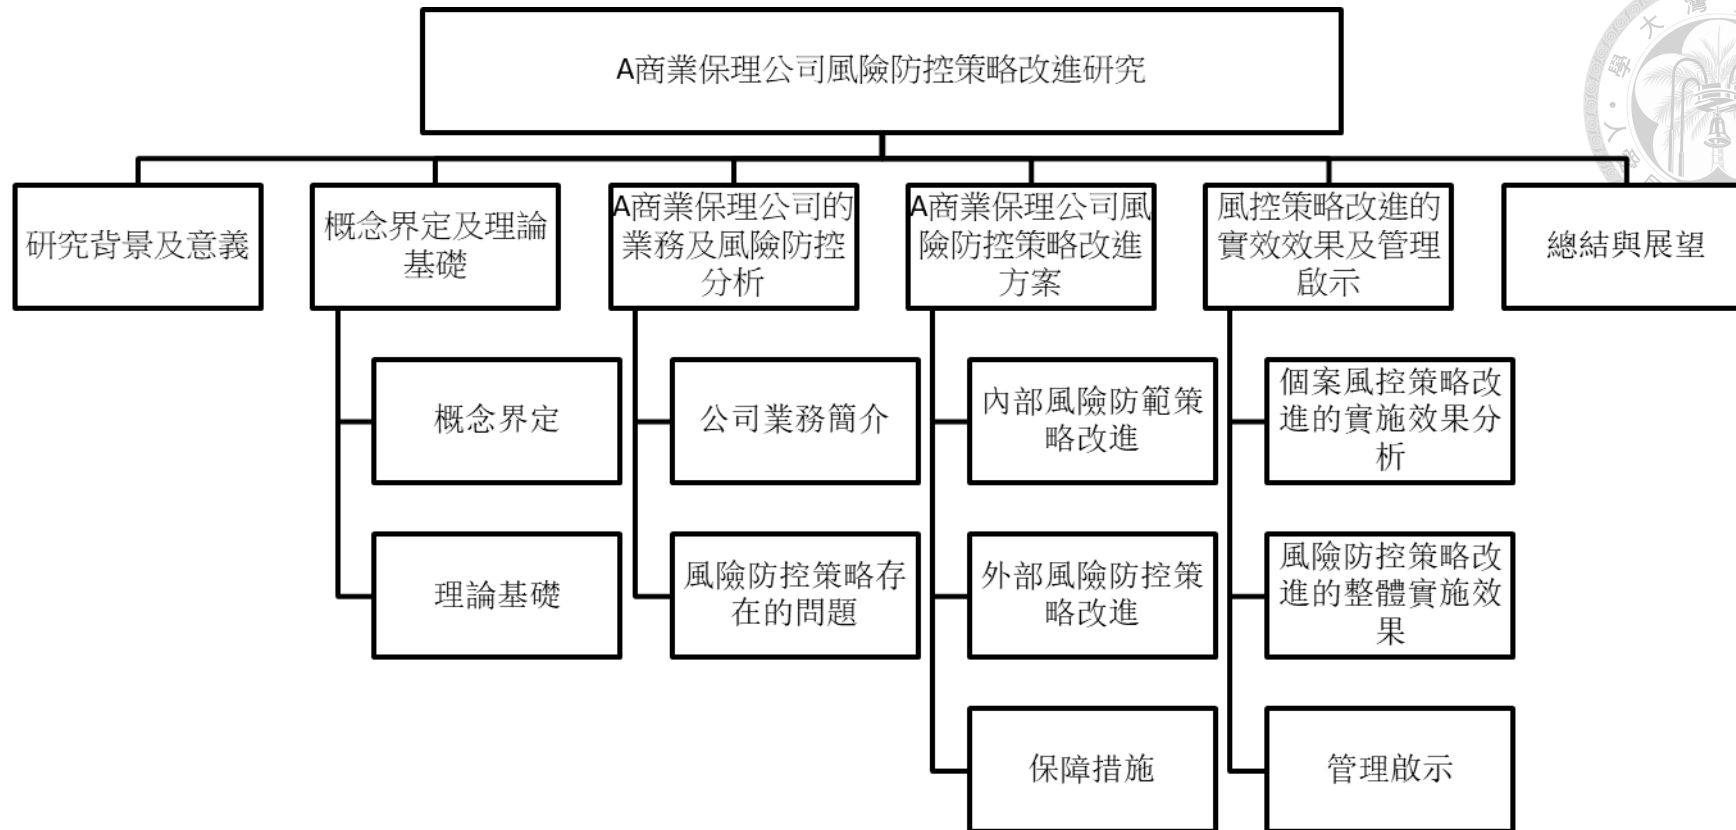 A商業保理公司風險防控策略改進研究
研究背景及意義
概念界定及理論
基礎
A商業保理公司的
業務及風險防控
分析
A商業保理公司風
險防控策略改進
方案
風控策略改進的
實效效果及管理
啟示
總結與展望
概念界定
理論基礎
公司業務簡介
風險防控策略存
在的問題
內部風險防範策
略改進
外部風險防控策
略改進
保障措施
個案風控策略改
進的實施效果分
析
風險防控策略改
進的整體實施效
果
管理啟示
大 灣
學